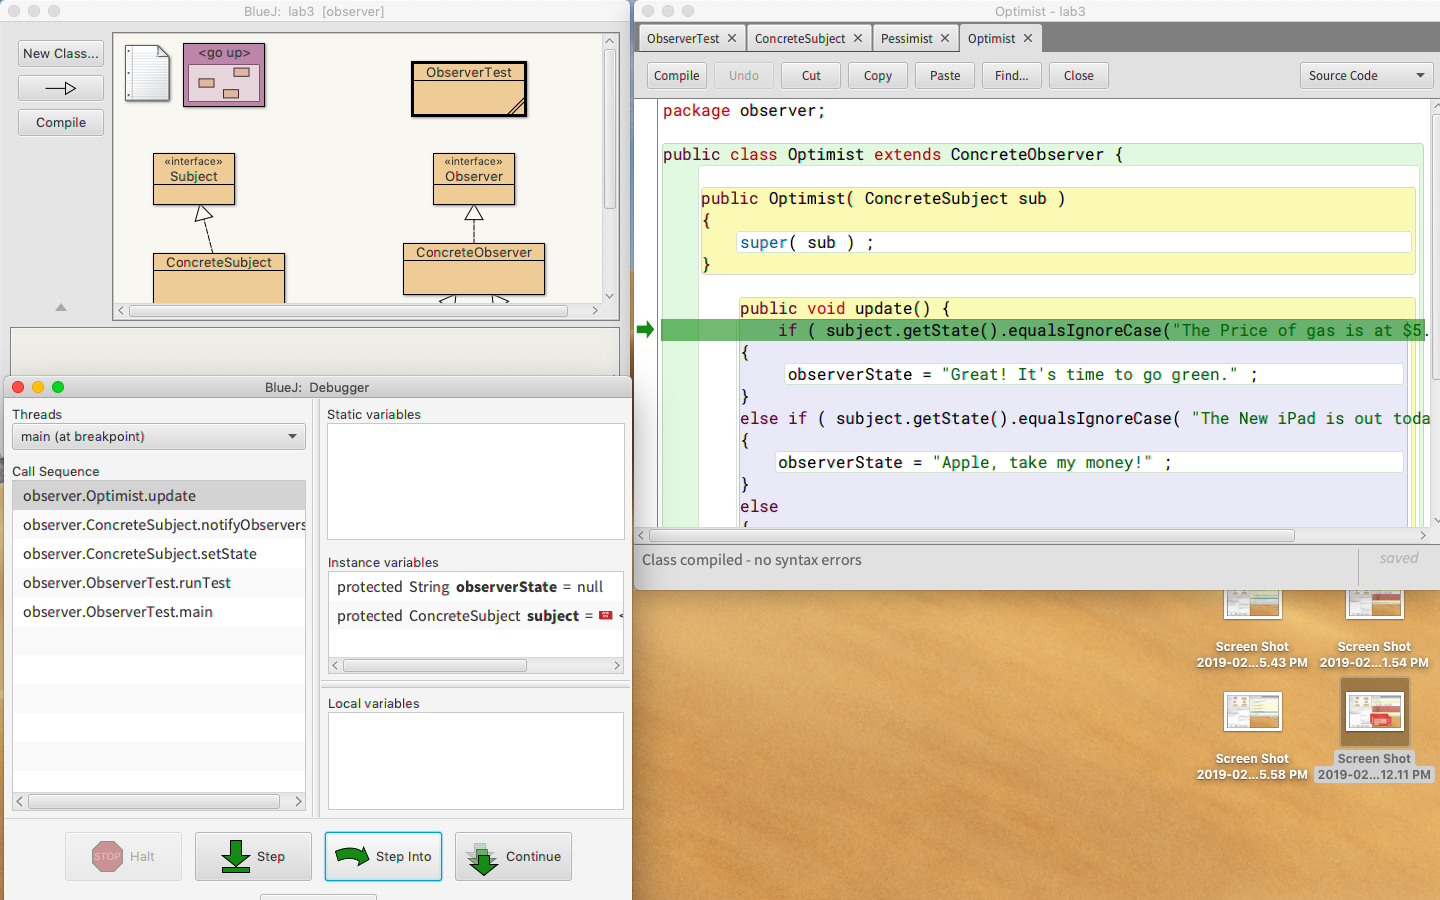 BlueJ:  lab3  [observer]
New Class...
Compile
<go up>
ObserverTest
«interface»
Subject
«interface»
Observer
ConcreteSubject
ConcreteObserver
Optimist - lab3
ObserverTest ✕
ConcreteSubject ✕
Pessimist ✕
Optimist ✕
Compile
Undo
Cut
Copy
Paste
Find...
Close
Source Code
package observer;
public class Optimist extends ConcreteObserver {
public Optimist( ConcreteSubject sub )
{
super( sub ) ;
}
public void update() {
if ( subject.getState().equalsIgnoreCase("The Price of gas is at $5.
{
observerState = "Great! It's time to go green." ;
}
else if ( subject.getState().equalsIgnoreCase( "The New iPad is out toda
{
observerState = "Apple, take my money!" ;
}
else
{
Class compiled - no syntax errors
saved
BlueJ:  Debugger
Threads
main (at breakpoint)
Call Sequence
observer.Optimist.update
observer.ConcreteSubject.notifyObservers
observer.ConcreteSubject.setState
observer.ObserverTest.runTest
observer.ObserverTest.main
Static variables
Instance variables
protected String observerState = null
protected ConcreteSubject subject = <
Local variables
STOP Halt
Step
Step Into
Continue
Screen Shot
2019-02...5.43 PM
Screen Shot
2019-02...1.54 PM
Screen Shot
2019-02...5.58 PM
Screen Shot
2019-02...12.11 PM